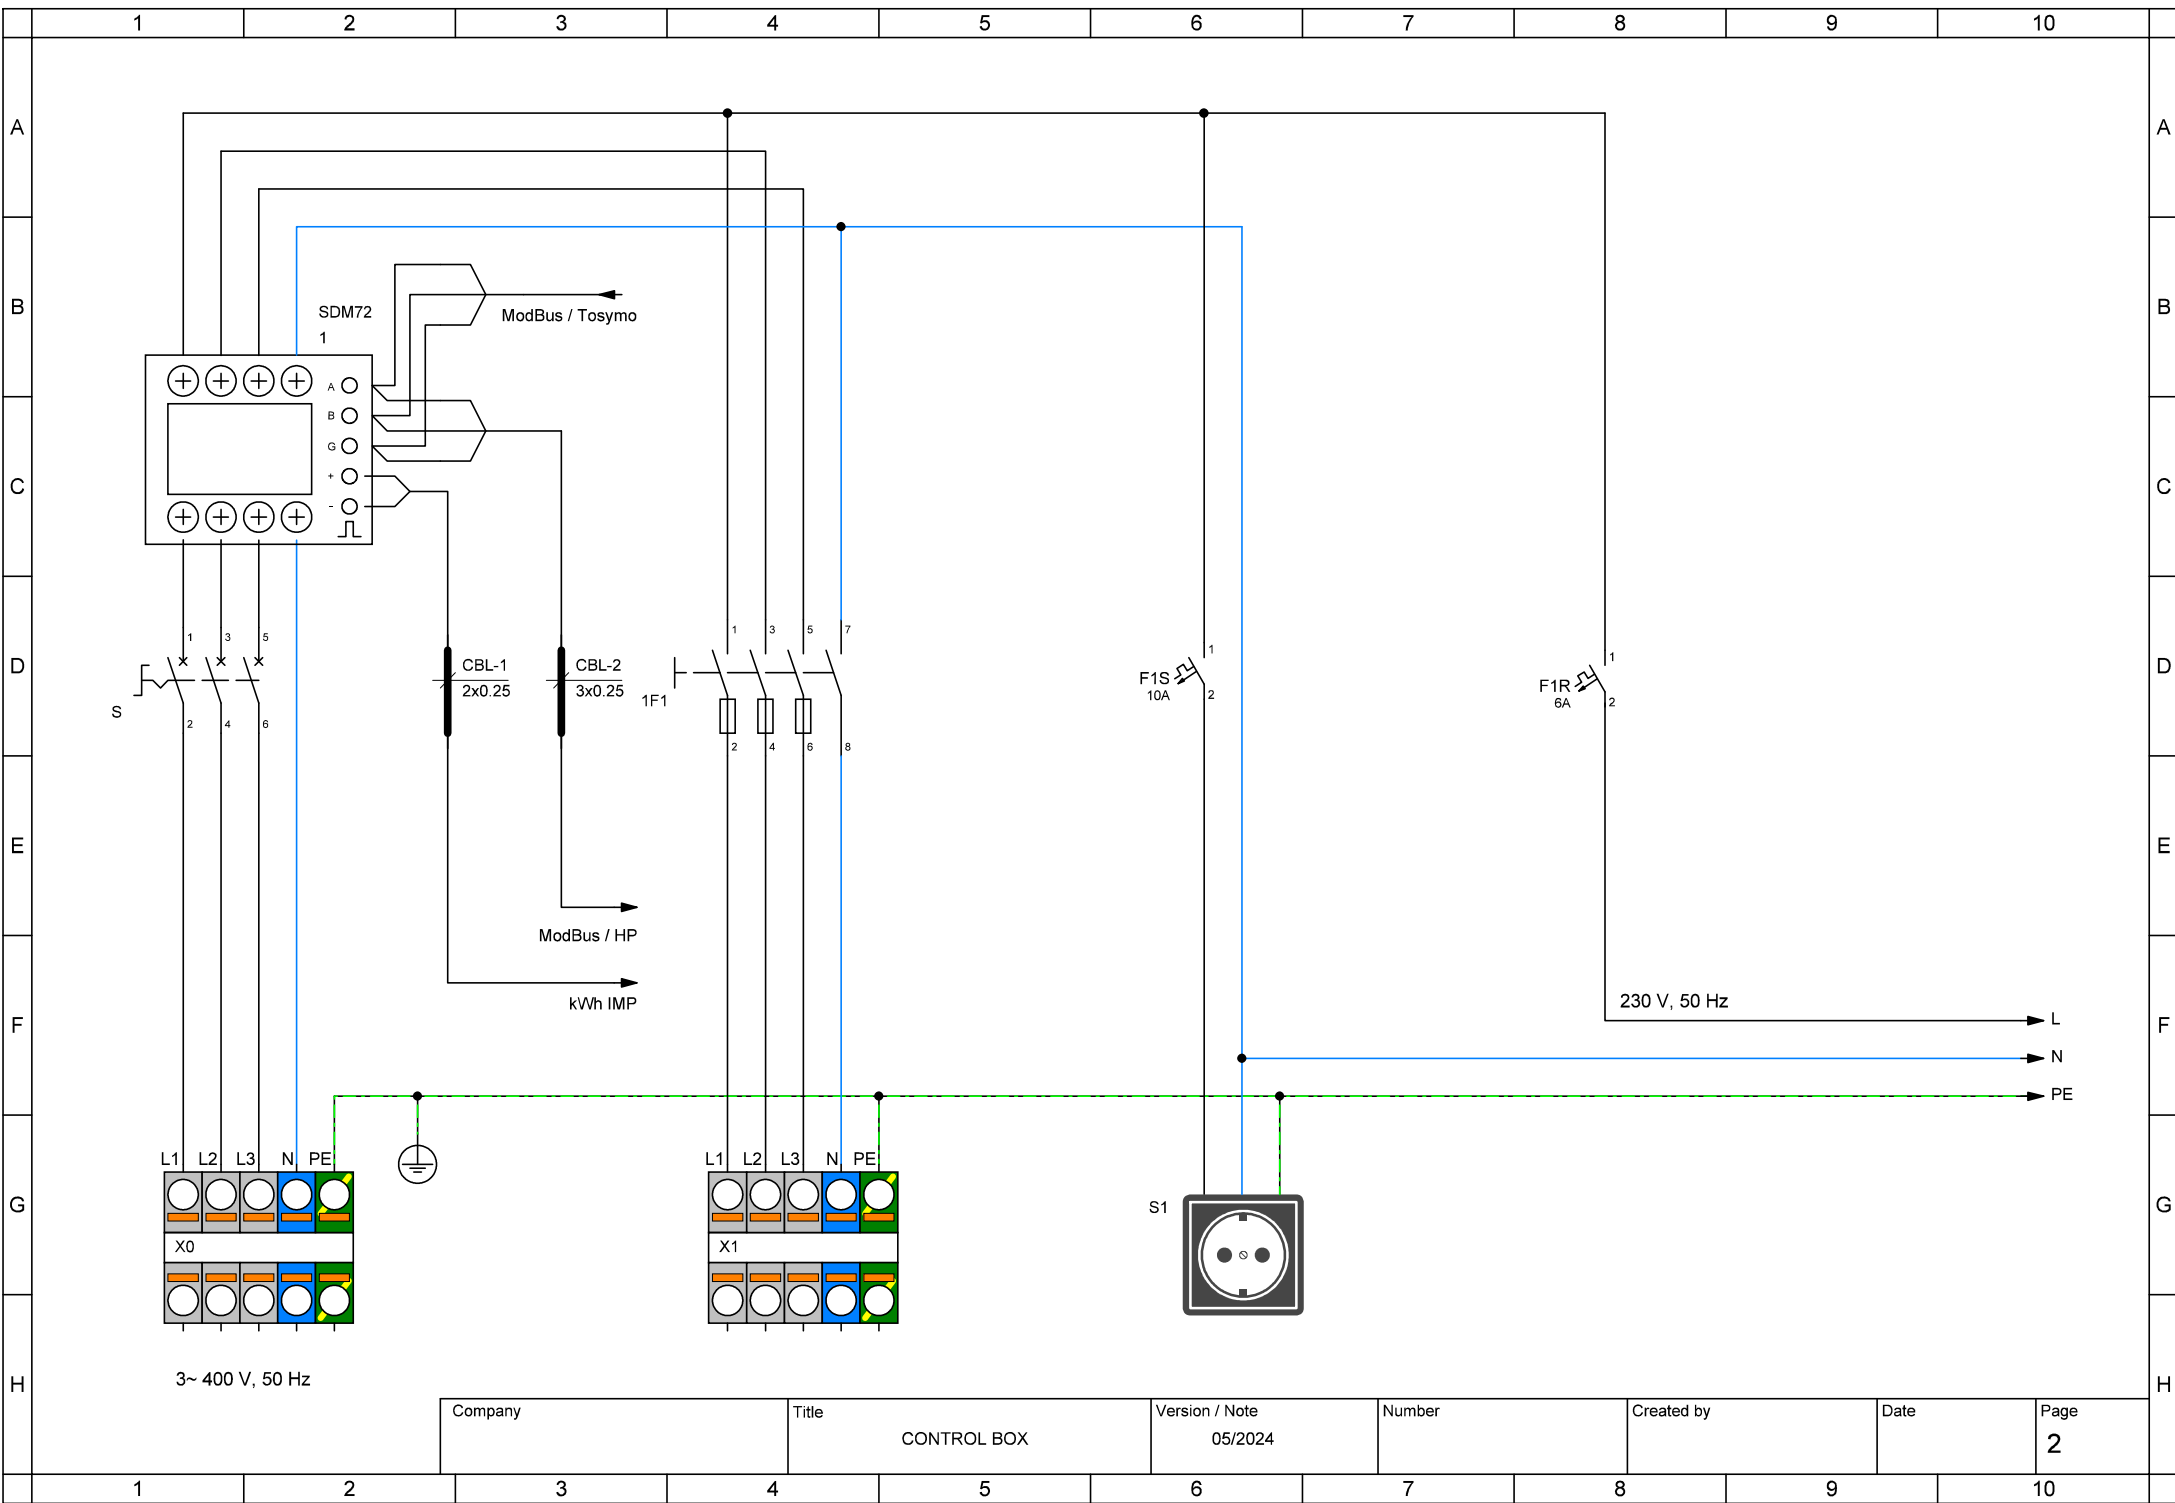 1 2 3 4 5 6 7 8 9 10
A A
B B
SDM72
1
ModBus / Tosymo
A
B
G
+
-
C C
D D
1 3 5
S
2 4 6
CBL-1
2x0.25
CBL-2
3x0.25
1 3 5 7
1F1
2 4 6 8
1
F1S
10A
2
1
F1R
6A
2
E E
ModBus / HP
kWh IMP
230 V, 50 Hz
F F
L
N
PE
L1 L2 L3 N PE
L1 L2 L3 N PE
G G
S1
X0
X1
3~ 400 V, 50 Hz
H H
Company
Title
CONTROL BOX
Version / Note
05/2024
Number
Created by
Date
Page
2
1 2 3 4 5 6 7 8 9 10